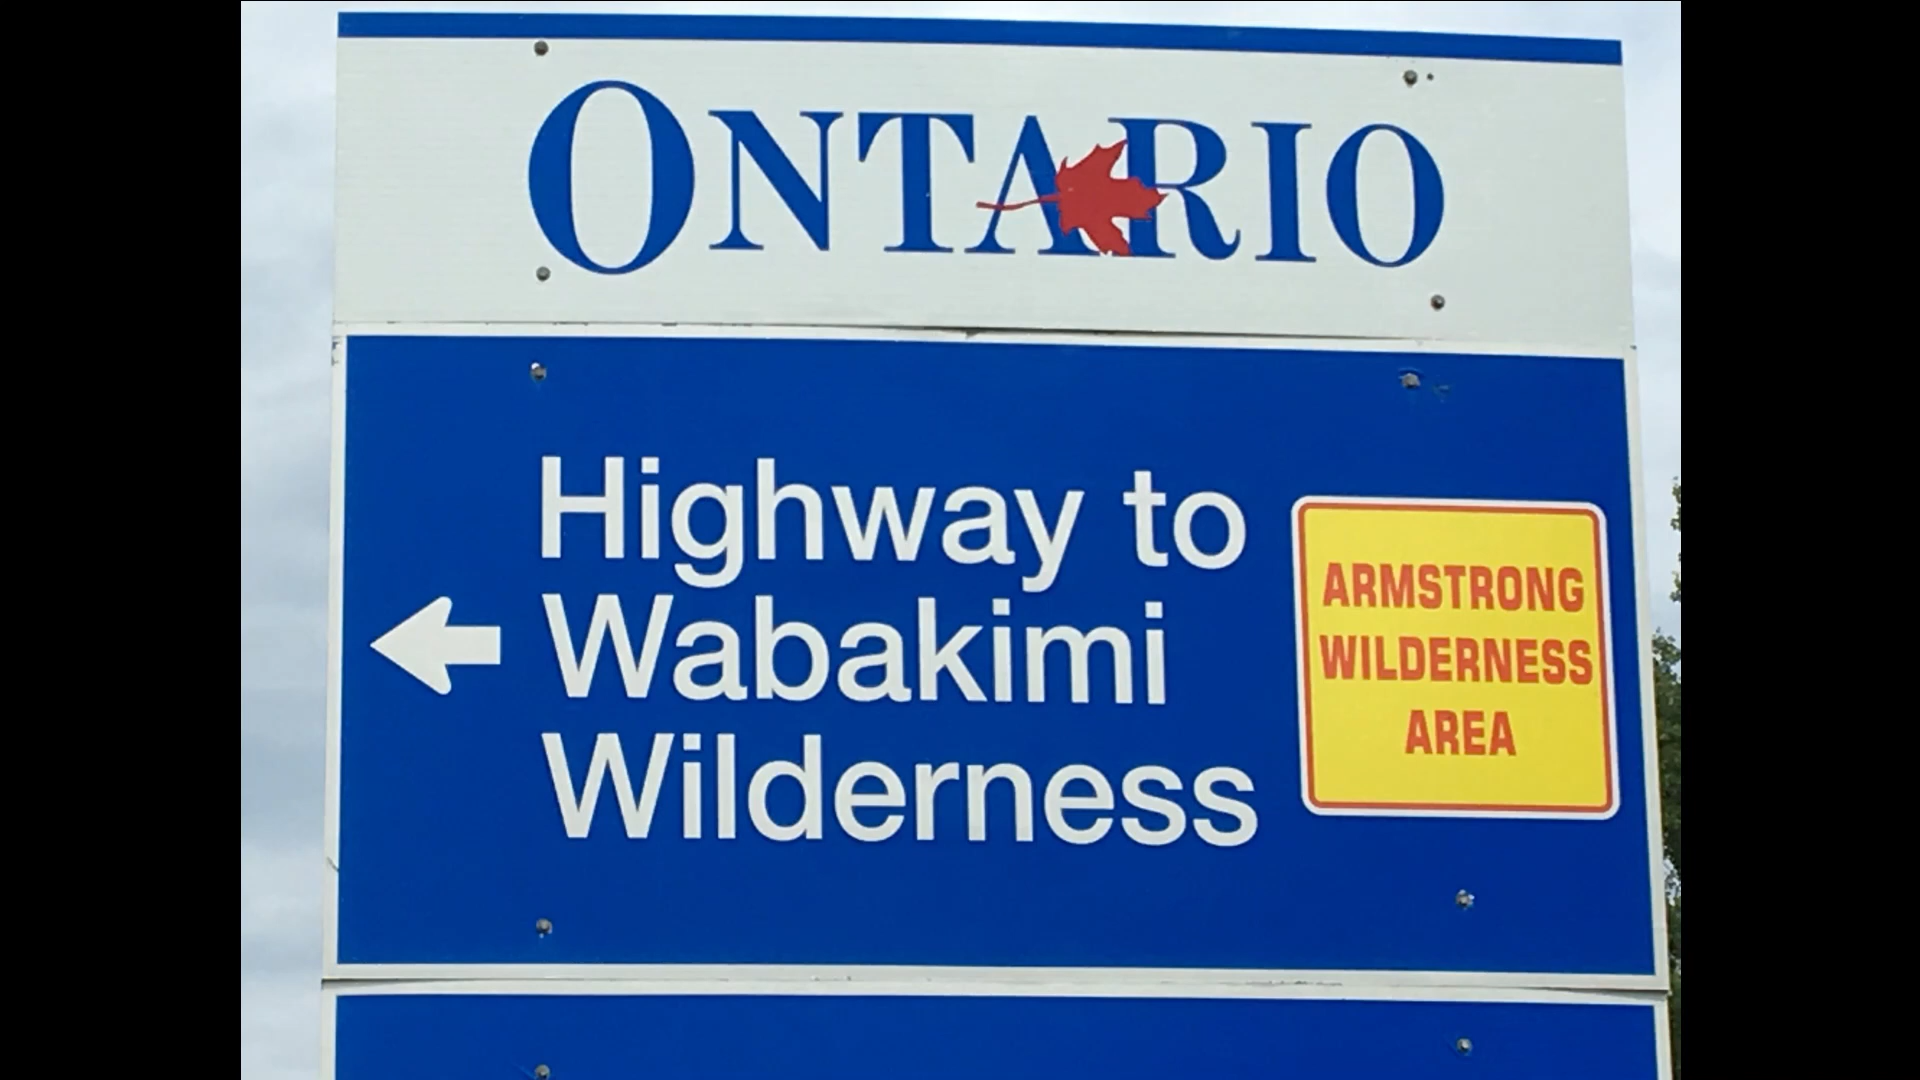 ONTARIO
Highway to
Wabakimi
Wilderness
ARMSTRONG
WILDERNESS
AREA